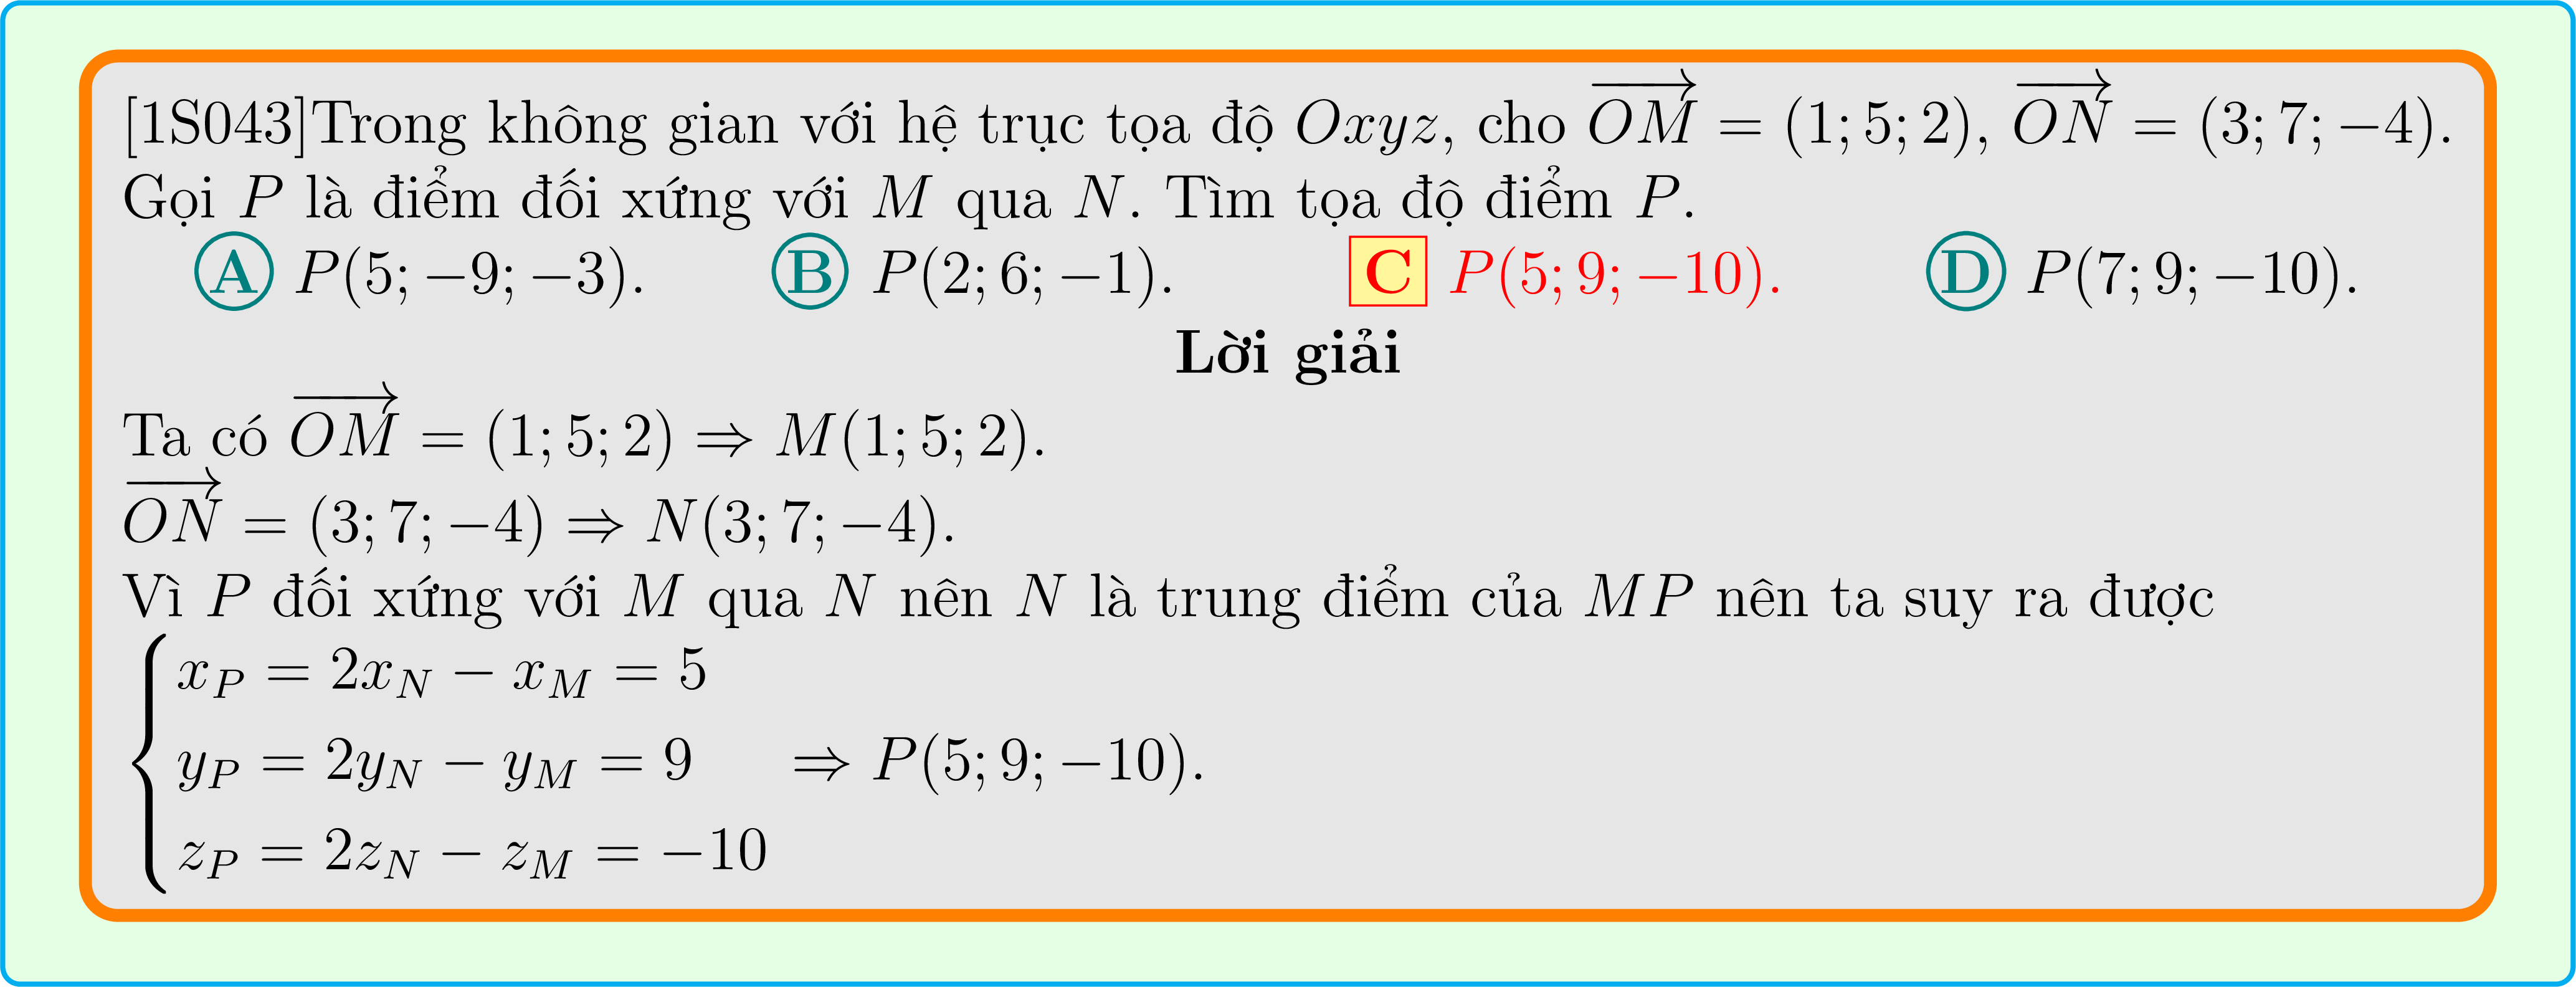 [1S043]Trong không gian với hệ trục tọa độ $Oxyz$, cho $\overrightarrow{OM} = (1; 5; 2)$, $\overrightarrow{ON} = (3; 7; -4)$.
Gọi $P$ là điểm đối xứng với $M$ qua $N$. Tìm tọa độ điểm $P$.
A $P(5; -9; -3)$. B $P(2; 6; -1)$. C $P(5; 9; -10)$. D $P(7; 9; -10)$.
Lời giải
Ta có $\overrightarrow{OM} = (1; 5; 2) \Rightarrow M(1; 5; 2)$.
$\overrightarrow{ON} = (3; 7; -4) \Rightarrow N(3; 7; -4)$.
Vì $P$ đối xứng với $M$ qua $N$ nên $N$ là trung điểm của $MP$ nên ta suy ra được
$\begin{cases} x_P = 2x_N - x_M = 5 \\ y_P = 2y_N - y_M = 9 \\ z_P = 2z_N - z_M = -10 \end{cases} \Rightarrow P(5; 9; -10)$.